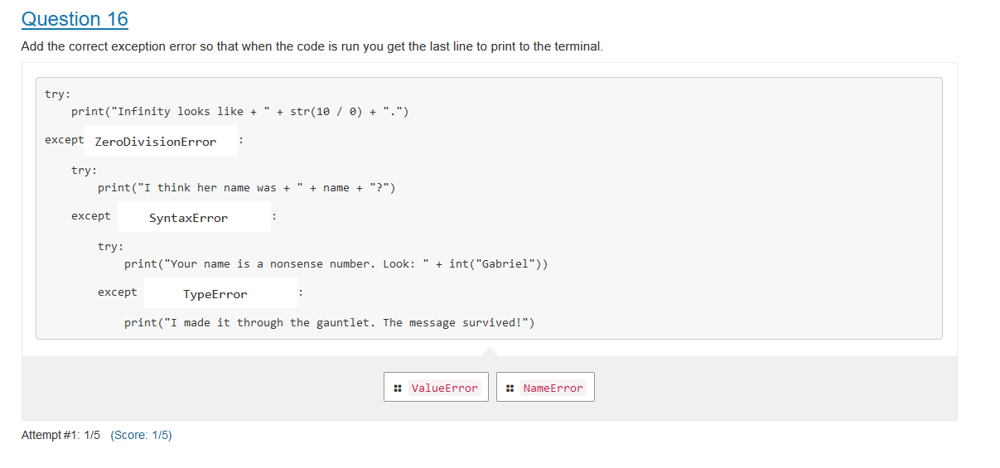 Question 16
Add the correct exception error so that when the code is run you get the last line to print to the terminal.
try:
    print("Infinity looks like + " + str(10 / 0) + ".")
except ZeroDivisionError :
    try:
        print("I think her name was + " + name + "?")
    except SyntaxError :
        try:
            print("Your name is a nonsense number. Look: " + int("Gabriel"))
        except TypeError :
            print("I made it through the gauntlet. The message survived!")
ValueError NameError
Attempt #1: 1/5 (Score: 1/5)